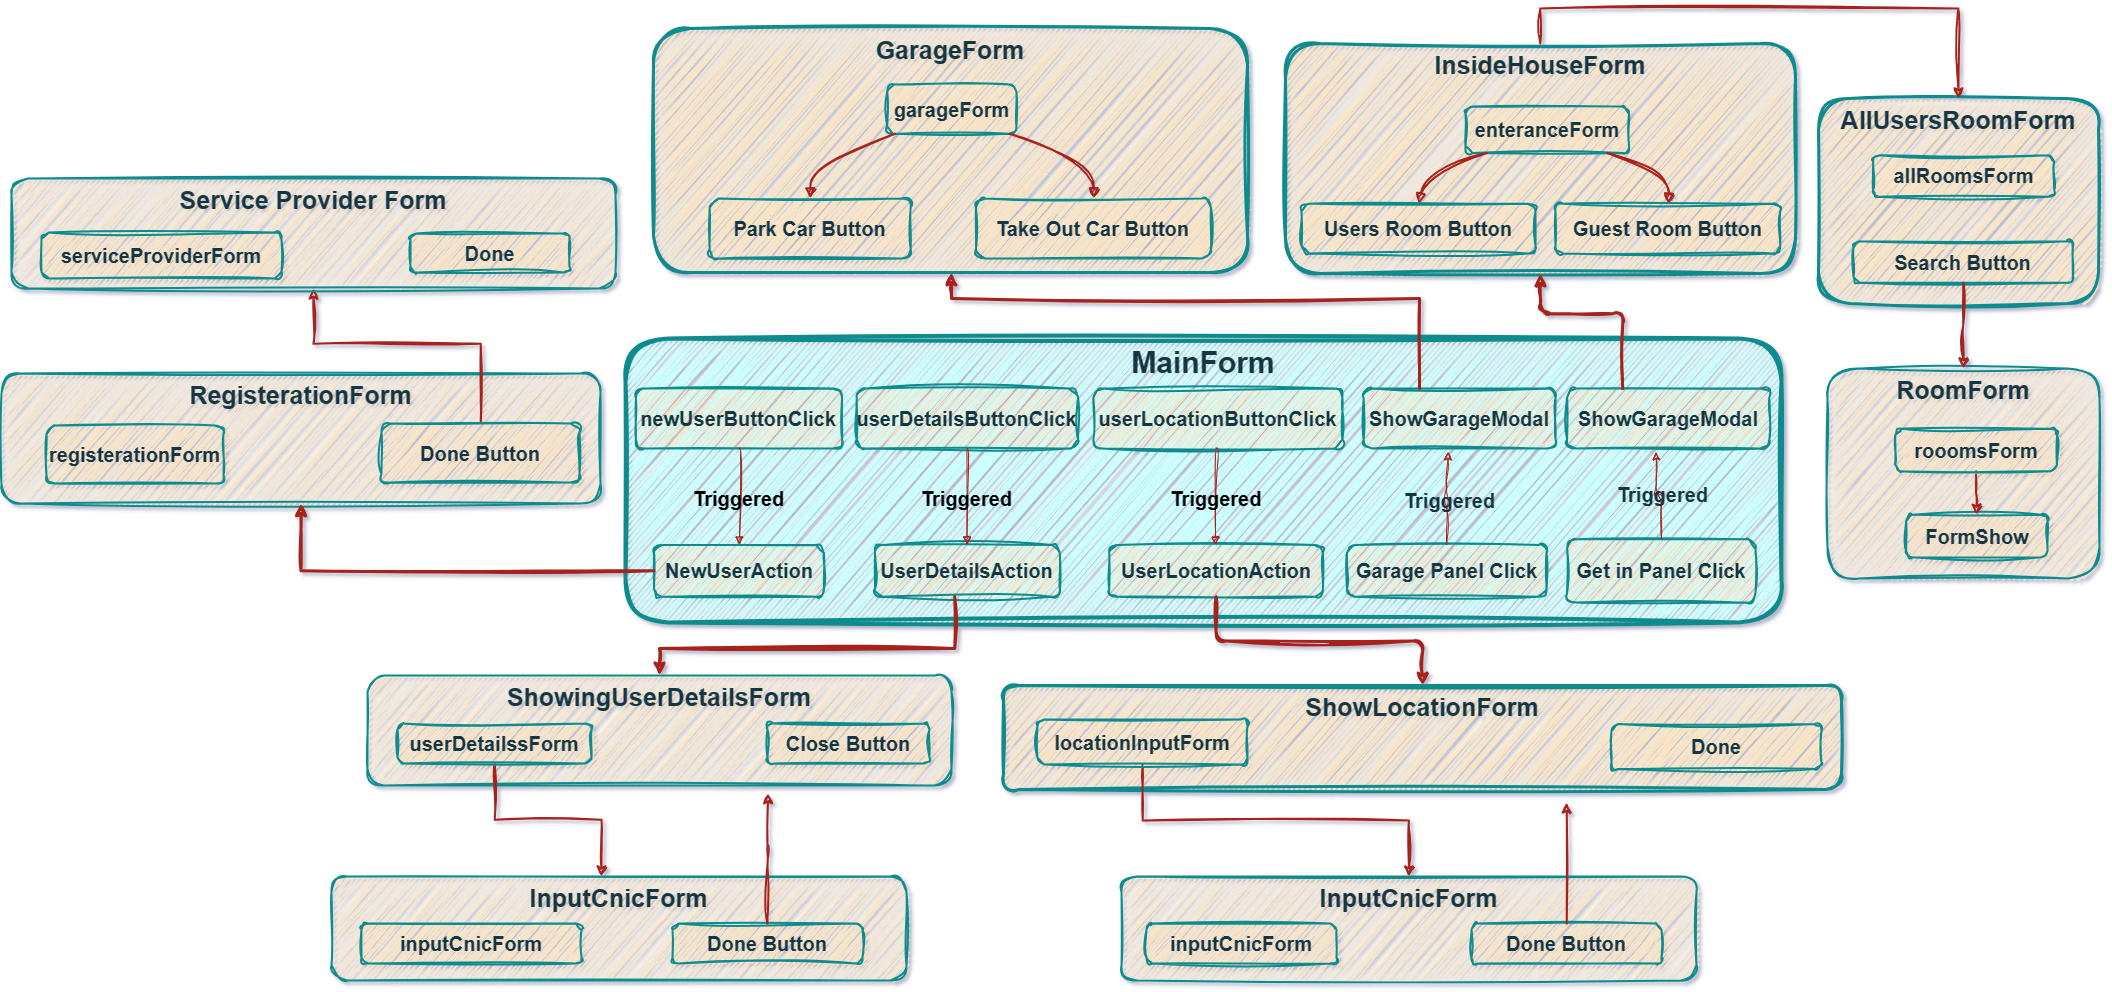 GarageForm
garageForm
Park Car Button
Take Out Car Button
InsideHouseForm
enteranceForm
Users Room Button
Guest Room Button
AllUsersRoomForm
allRoomsForm
Search Button
Service Provider Form
serviceProviderForm
Done
RegisterationForm
registerationForm
Done Button
MainForm
newUserButtonClick
userDetailsButtonClick
userLocationButtonClick
ShowGarageModal
ShowGarageModal
Triggered
Triggered
Triggered
Triggered
Triggered
NewUserAction
UserDetailsAction
UserLocationAction
Garage Panel Click
Get in Panel Click
RoomForm
rooomsForm
FormShow
ShowingUserDetailsForm
userDetailssForm
Close Button
ShowLocationForm
locationInputForm
Done
InputCnicForm
inputCnicForm
Done Button
InputCnicForm
inputCnicForm
Done Button